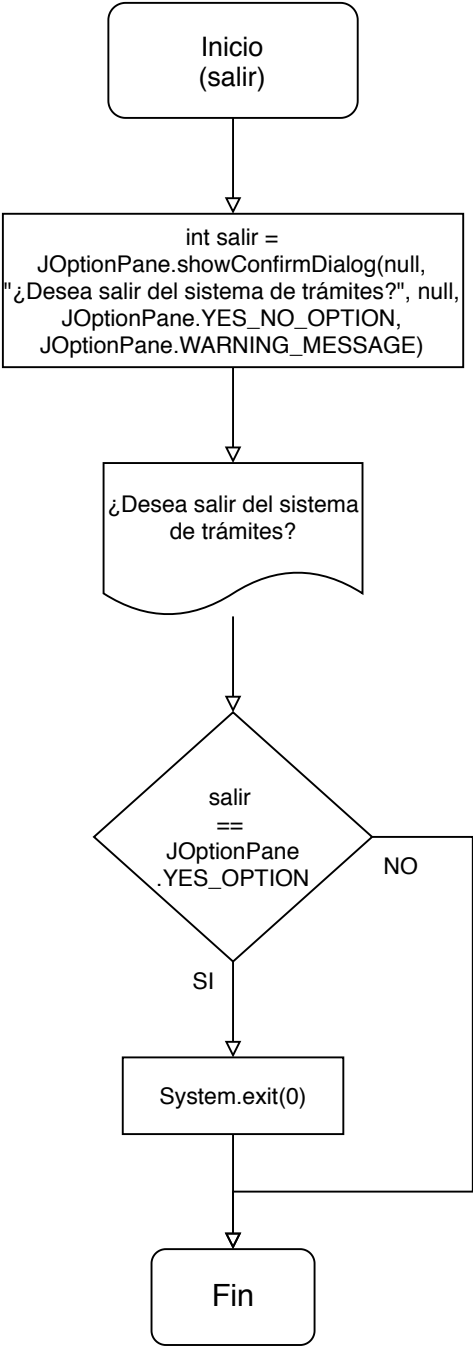 Inicio
(salir)
int salir =
JOptionPane.showConfirmDialog(null,
"¿Desea salir del sistema de trámites?", null,
JOptionPane.YES_NO_OPTION,
JOptionPane.WARNING_MESSAGE)
¿Desea salir del sistema
de trámites?
salir
==
JOptionPane
.YES_OPTION
NO
SI
System.exit(0)
Fin